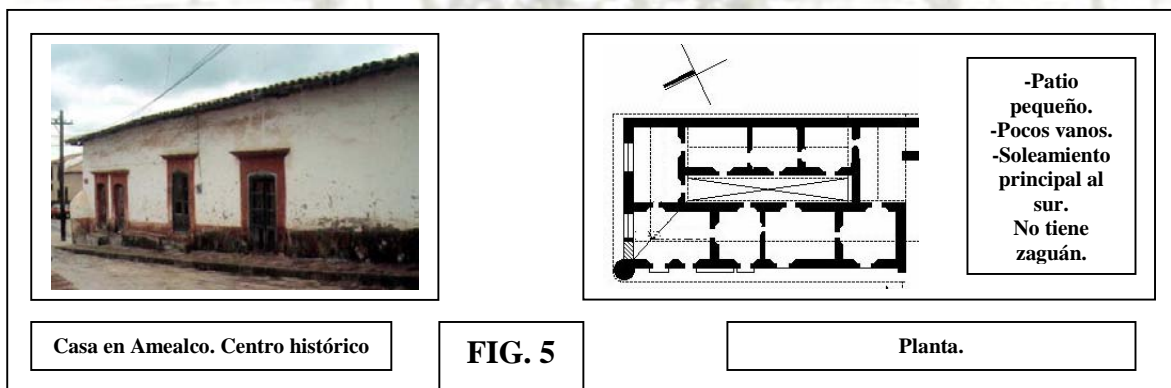 -Patio
pequeño.
-Pocos vanos.
-Soleamiento
principal al
sur.
No tiene
zaguán.
Casa en Amealco. Centro histórico
FIG. 5
Planta.